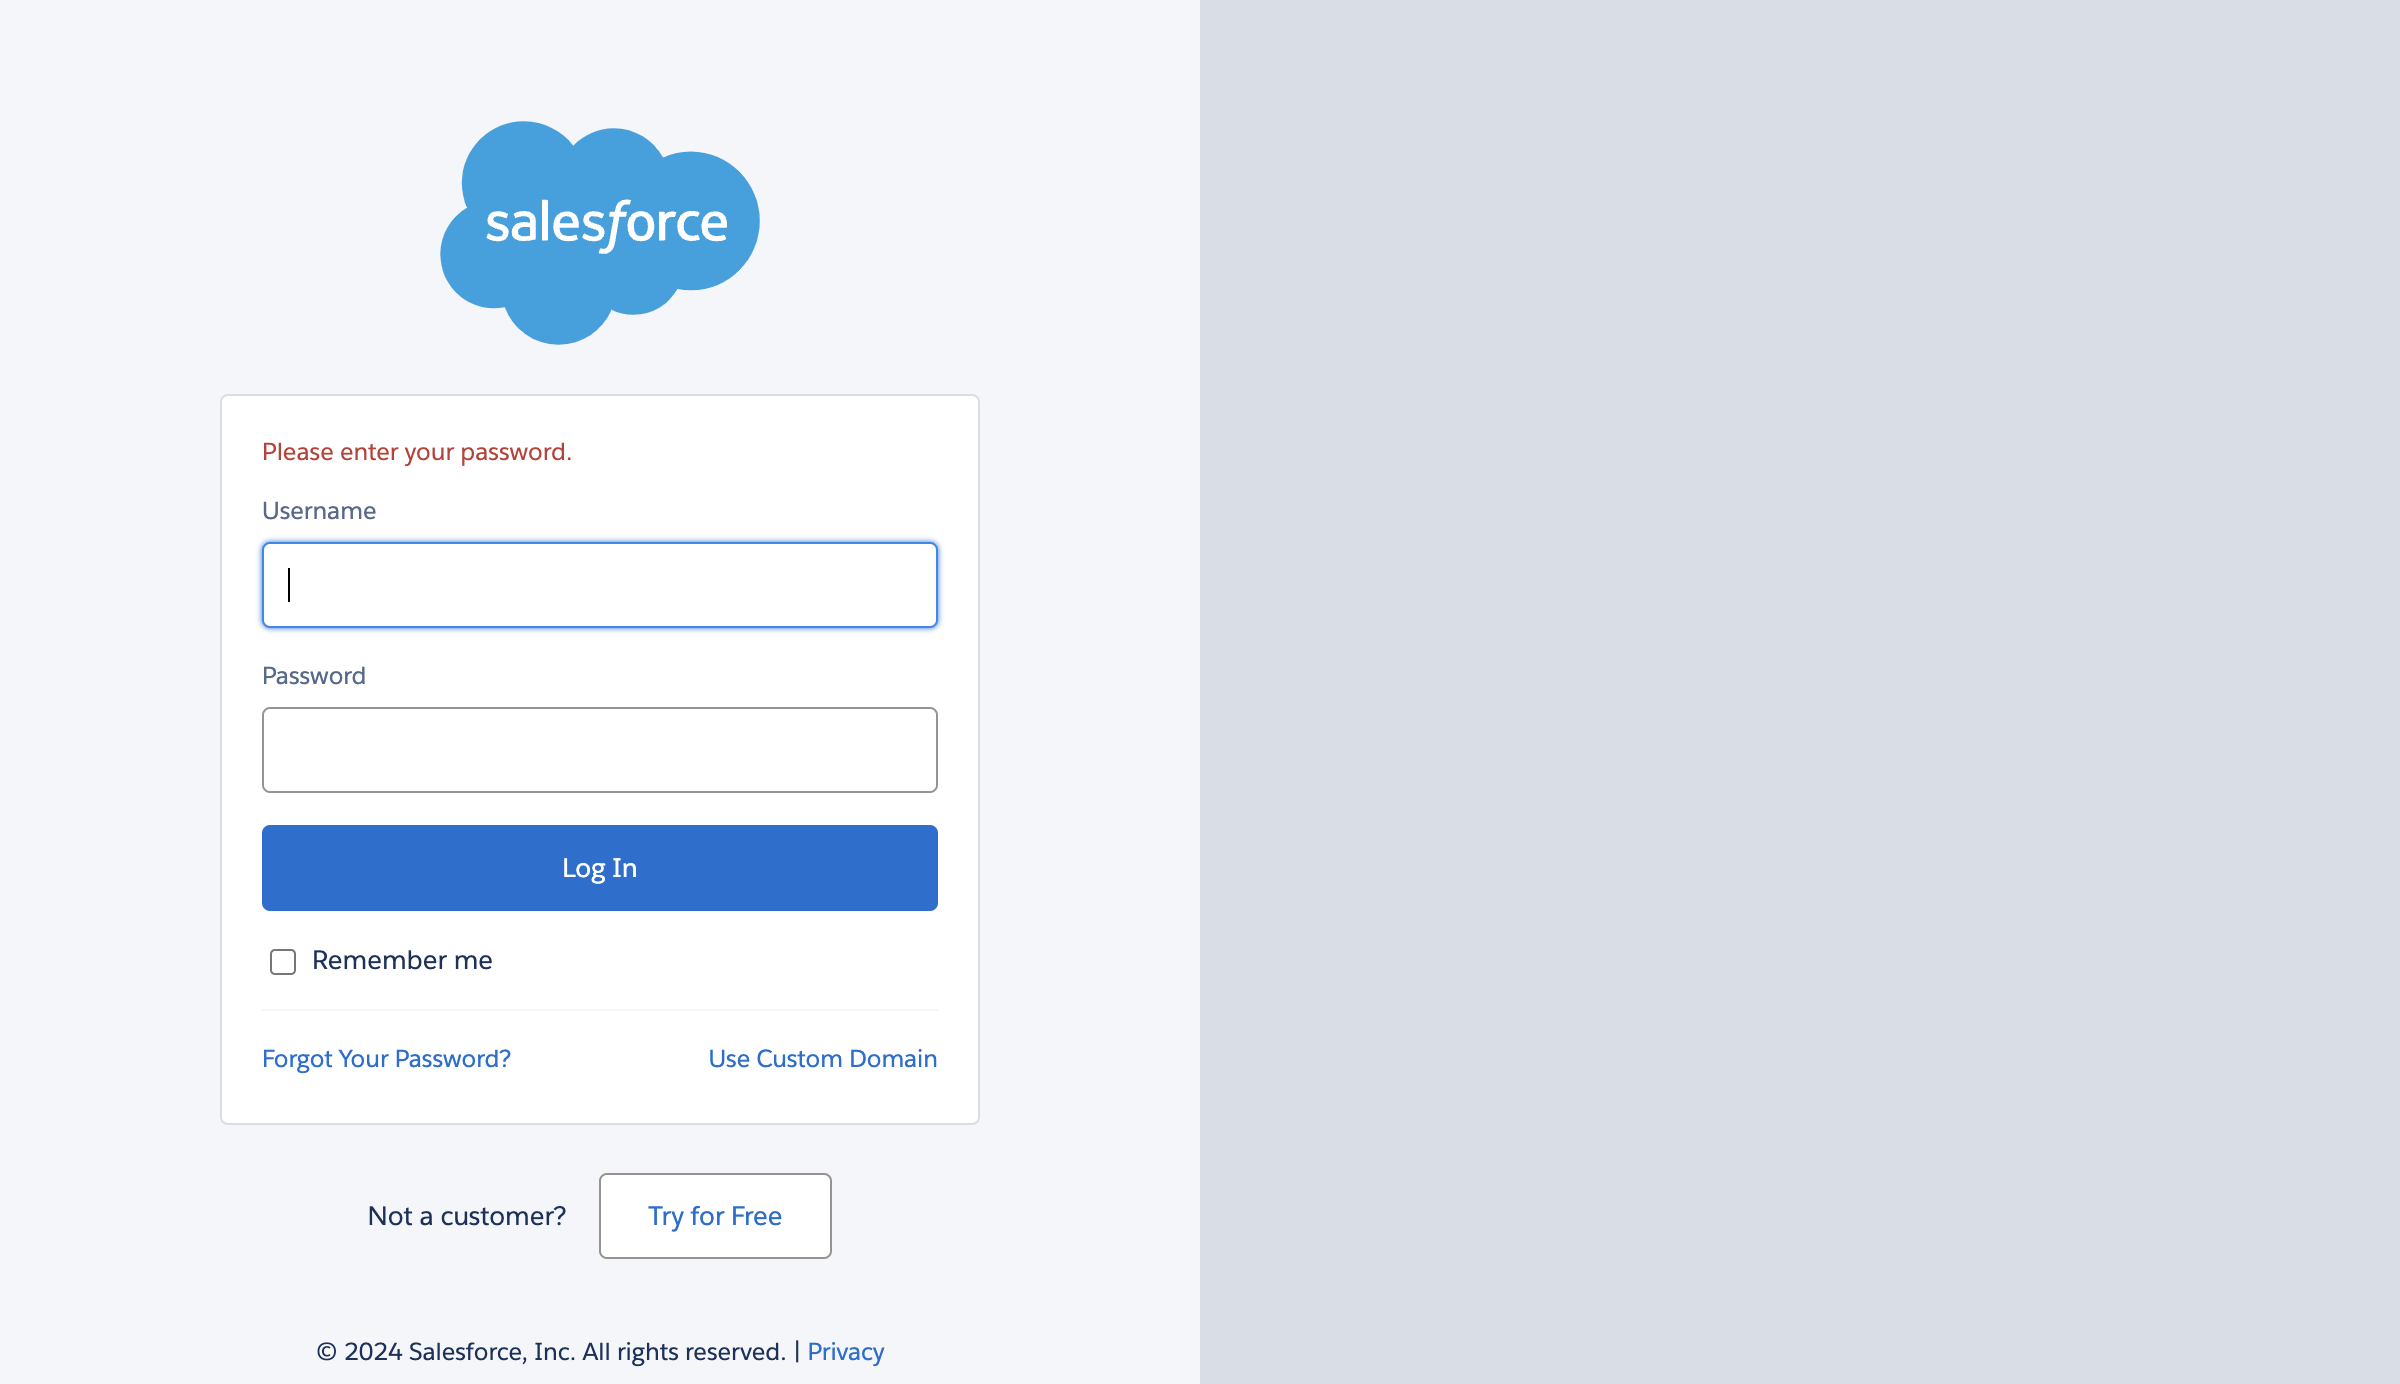 salesforce
Please enter your password.
Username
Password
Log In
Remember me
Forgot Your Password? Use Custom Domain
Not a customer? Try for Free
© 2024 Salesforce, Inc. All rights reserved. | Privacy